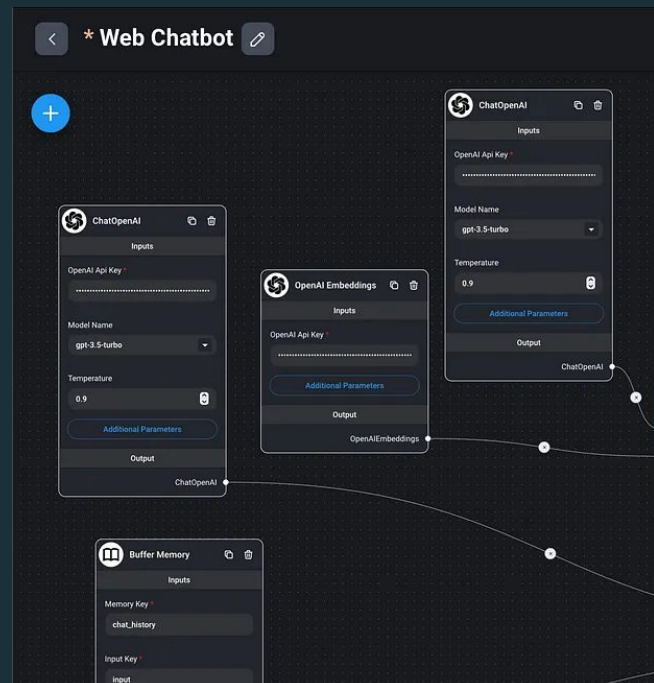 * Web Chatbot
ChatOpenAI
Inputs
OpenAI Api Key *
Model Name
gpt-3.5-turbo
Temperature
0.9
Additional Parameters
Output
ChatOpenAI
ChatOpenAI
Inputs
OpenAI Api Key *
Model Name
gpt-3.5-turbo
Temperature
0.9
Additional Parameters
Output
ChatOpenAI
OpenAI Embeddings
Inputs
OpenAI Api Key *
Additional Parameters
Output
OpenAIEmbeddings
Buffer Memory
Inputs
Memory Key *
chat_history
Input Key *
input